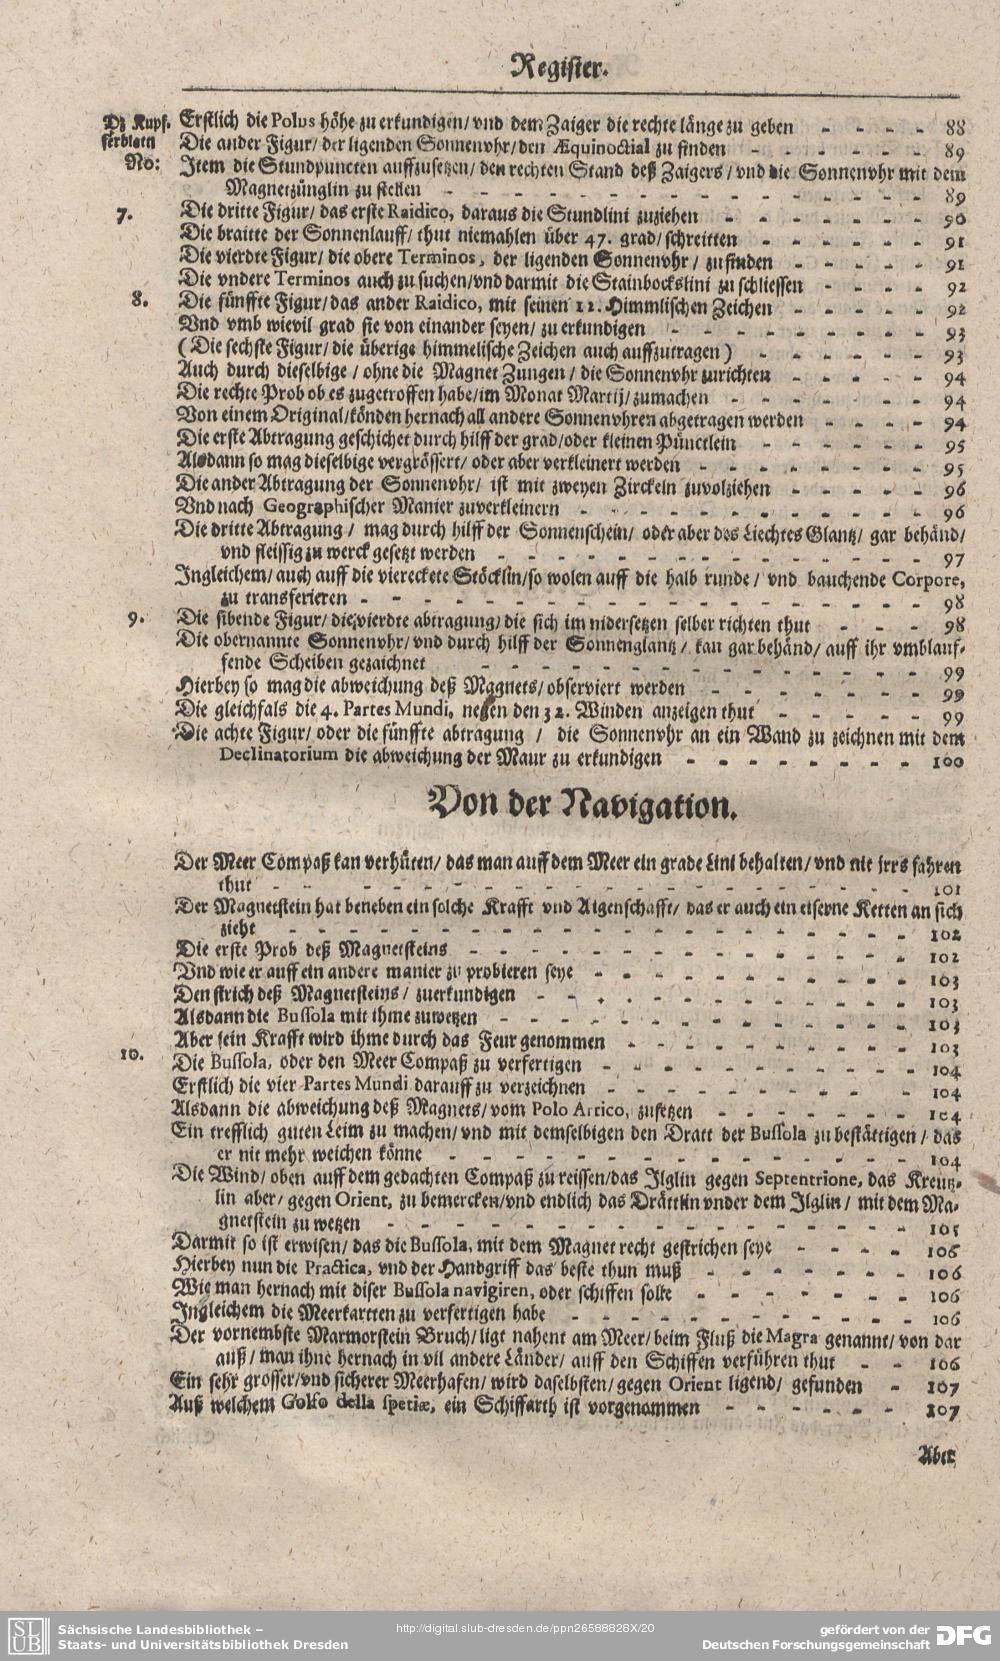 Register.
Dz Kupf-
ferblatt
No:
Erstlich die Polus höhe zu erkundigen/ vnd dem Zaiger die rechte länge zu geben - - - - 88
Die ander Figur/ der ligenden Sonnenvhr/ den Æquinoctial zu finden - - - - - - 89
Item die Stundpuncten auffzusetzen/ den rechten Stand deß Zaigers/ vnd die Sonnenvhr mit dem
Magnetzünglin zu stellen - - - - - - - - - - - - - - 89
7. Die dritte Figur/ das erste Raidico, daraus die Stundlini zuziehen - - - - - - - 90
Die braitte der Sonnenlauff/ thut niemahlen über 47. grad/ schreitten - - - - - - 91
Die vierdte Figur/ die obere Terminos, der ligenden Sonnenvhr/ zufinden - - - - - 91
Die vndere Terminos auch zu suchen/ vnd darmit die Stainbockslini zu schliessen - - - - 92
8. Die fünffte Figur/ das ander Raidico, mit seinen 12. Himmlischen Zeichen - - - - - 92
Vnd vmb wievil grad sie von einander seyen/ zu erkundigen - - - - - - - - 93
(Die sechste Figur/ die überige himmelische Zeichen auch auffzutragen) - - - - - - 93
Auch durch dieselbige/ ohne die Magnet Zungen/ die Sonnenvhr zurichten - - - - - 94
Die rechte Prob ob es zugetroffen habe/ im Monat Martij/ zumachen - - - - - - 94
Von einem Original/ könden hernach all andere Sonnenvhren abgetragen werden - - - - 94
Die erste Abtragung geschichet durch hilff der grad/ oder kleinen Pünctlein - - - - - - 95
Alsdann so mag dieselbige vergrössert/ oder aber verkleinert werden - - - - - - - 95
Die ander Abtragung der Sonnenvhr/ ist mit zweyen Zirckeln zuvolziehen - - - - - 96
Vnd nach Geographischer Manier zuverkleinern - - - - - - - - - - - 96
Die dritte Abtragung/ mag durch hilff der Sonnenschein/ oder aber des Liechtes Glantz/ gar behänd/
vnd fleissig zu werck gesetzt werden - - - - - - - - - - - - - 97
Ingleichem/ auch auff die viereckete Stöcklin/ so wolen auff die halb runde/ vnd bauchende Corpore,
zu transferieren - - - - - - - - - - - - - - - - - 98
9. Die sibende Figur/ die vierdte abtragung/ die sich im nidersetzen selber richten thut - - - - 98
Die obernannte Sonnenvhr/ vnd durch hilff der Sonnenglantz/ kan gar behänd/ auff ihr vmblauf-
fende Scheiben gezaichnet - - - - - - - - - - - - - - 99
Hierbey so mag die abweichung deß Magnets/ observiert werden - - - - - - - 99
Die gleichfals die 4. Partes Mundi, neben den 32. Winden anzeigen thut - - - - - 99
Die achte Figur/ oder die fünffte abtragung/ die Sonnenvhr an ein Wand zu zeichnen mit dem
Declinatorium die abweichung der Maur zu erkundigen - - - - - - - - 100
Von der Navigation.
Der Meer Compaß kan verhüten/ das man auff dem Meer ein grade Lini behalten/ vnd nit jrrs fahren
thut - - - - - - - - - - - - - - - - - - - 101
Der Magnetstein hat beneben ein solche Krafft vnd Aigenschafft/ das er auch ein eiserne Ketten an sich
zieht - - - - - - - - - - - - - - - - - - - 102
Die erste Prob deß Magnetsteins - - - - - - - - - - - - - 102
Vnd wie er auff ein andere manier zu probieren seye - - - - - - - - - - 103
Den strich deß Magnetsteins/ zuerkundigen - - - - - - - - - - - 103
Alsdann die Bussola mit ihme zuwetzen - - - - - - - - - - - - 103
Aber sein Krafft wird ihme durch das Feur genommen - - - - - - - - - 103
10. Die Bussola, oder den Meer Compaß zu verfertigen - - - - - - - - - 104
Erstlich die vier Partes Mundi darauff zu verzeichnen - - - - - - - - - 104
Alsdann die abweichung deß Magnets/ vom Polo Artico, zusetzen - - - - - - 104
Ein trefflich guten Leim zu machen/ vnd mit demselbigen den Dratt der Bussola zu bestättigen/ das
er nit mehr weichen könne - - - - - - - - - - - - - 104
Die Wind/ oben auff dem gedachten Compaß zu reissen/ das Ilglin gegen Septentrione, das Kreutz-
lin aber/ gegen Orient, zu bemercken/ vnd endlich das Drättlin vnder dem Ilglin/ mit dem Ma-
gnetstein zu wetzen - - - - - - - - - - - - - - - 105
Darmit so ist erwisen/ das die Bussola, mit dem Magnet recht gestrichen seye - - - - 106
Hierbey nun die Practica, vnd der Handgriff das beste thun muß - - - - - - - 106
Wie man hernach mit diser Bussola navigiren, oder schiffen solte - - - - - - - 106
Ingleichem die Meerkartten zu verfertigen habe - - - - - - - - - - 106
Der vornembste Marmorstein Bruch/ ligt nahent am Meer/ beim Fluß die Magra genannt/ von dar
auß/ man ihne hernach in vil andere Länder/ auff den Schiffen verführen thut - - - 106
Ein sehr grosser/ vnd sicherer Meerhafen/ wird daselbsten/ gegen Orient ligend/ gefunden - 107
Auß welchem Golfo della spetiæ, ein Schiffarth ist vorgenommen - - - - - - - 107
Aber
SLUB
Sächsische Landesbibliothek –
Staats- und Universitätsbibliothek Dresden
http://digital.slub-dresden.de/ppn26588828X/20
gefördert von der
Deutschen Forschungsgemeinschaft
DFG